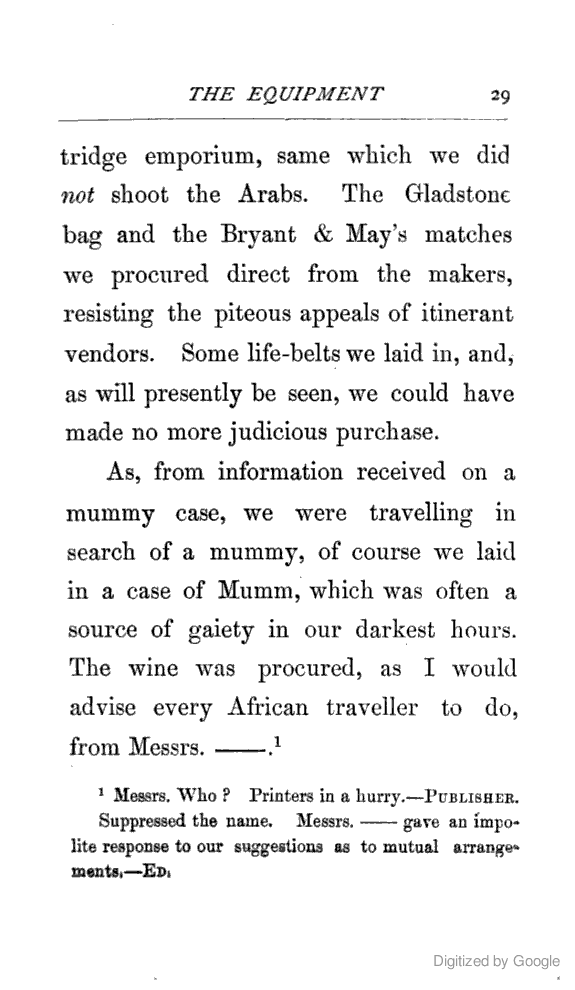 THE EQUIPMENT 29
tridge emporium, same which we did
not shoot the Arabs. The Gladstone
bag and the Bryant & May's matches
we procured direct from the makers,
resisting the piteous appeals of itinerant
vendors. Some life-belts we laid in, and,
as will presently be seen, we could have
made no more judicious purchase.
As, from information received on a
mummy case, we were travelling in
search of a mummy, of course we laid
in a case of Mumm, which was often a
source of gaiety in our darkest hours.
The wine was procured, as I would
advise every African traveller to do,
from Messrs. ——.¹
¹ Messrs. Who? Printers in a hurry.—PUBLISHER.
Suppressed the name. Messrs. —— gave an impo-
lite response to our suggestions as to mutual arrange-
ments.—ED.
Digitized by Google